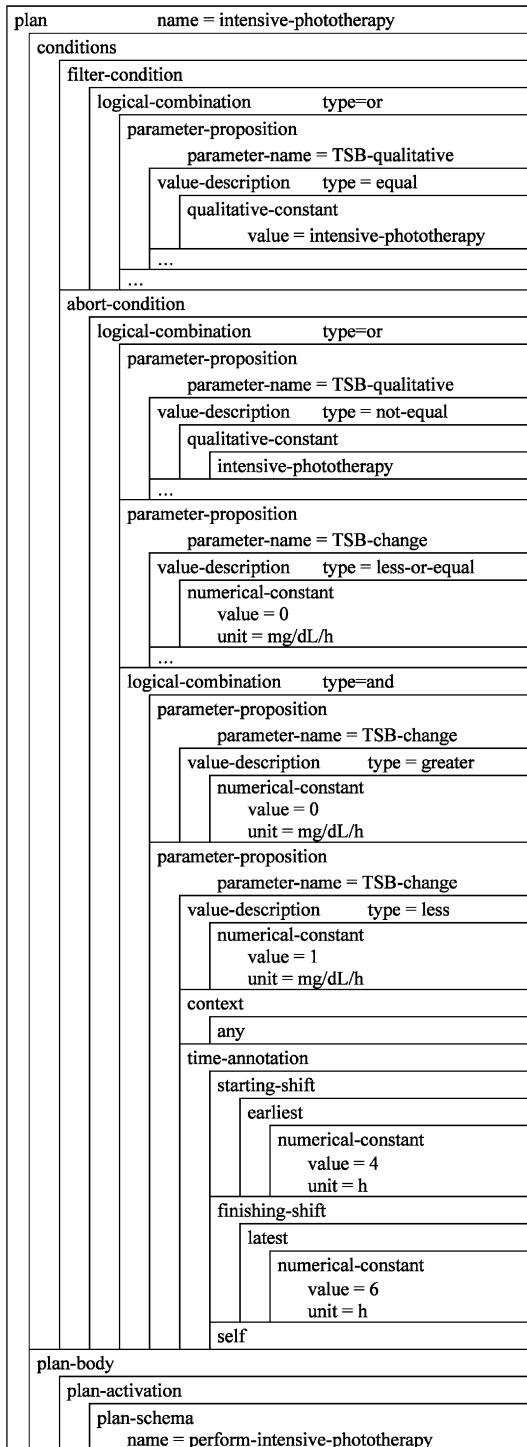 plan name = intensive-phototherapy
conditions
filter-condition
logical-combination type=or
parameter-proposition
parameter-name = TSB-qualitative
value-description type = equal
qualitative-constant
value = intensive-phototherapy
...
...
abort-condition
logical-combination type=or
parameter-proposition
parameter-name = TSB-qualitative
value-description type = not-equal
qualitative-constant
intensive-phototherapy
...
parameter-proposition
parameter-name = TSB-change
value-description type = less-or-equal
numerical-constant
value = 0
unit = mg/dL/h
...
logical-combination type=and
parameter-proposition
parameter-name = TSB-change
value-description type = greater
numerical-constant
value = 0
unit = mg/dL/h
parameter-proposition
parameter-name = TSB-change
value-description type = less
numerical-constant
value = 1
unit = mg/dL/h
context
any
time-annotation
starting-shift
earliest
numerical-constant
value = 4
unit = h
finishing-shift
latest
numerical-constant
value = 6
unit = h
self
plan-body
plan-activation
plan-schema
name = perform-intensive-phototherapy